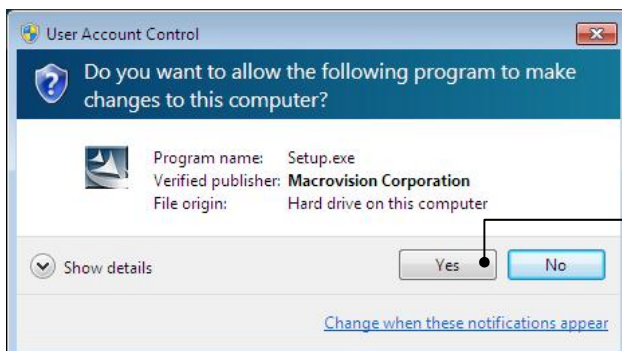 User Account Control
Do you want to allow the following program to make
changes to this computer?
Program name: Setup.exe
Verified publisher: Macrovision Corporation
File origin: Hard drive on this computer
Show details Yes No
Change when these notifications appear